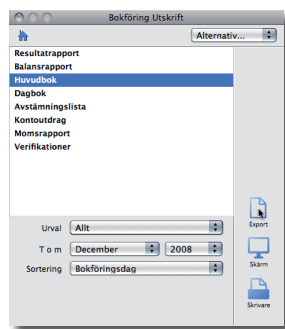 Bokföring Utskrift
Alternativ...
Resultatrapport
Balansrapport
Huvudbok
Dagbok
Avstämningslista
Kontoutdrag
Momsrapport
Verifikationer
Export
Urval Allt
T o m December 2008
Skärm
Sortering Bokföringsdag
Skrivare